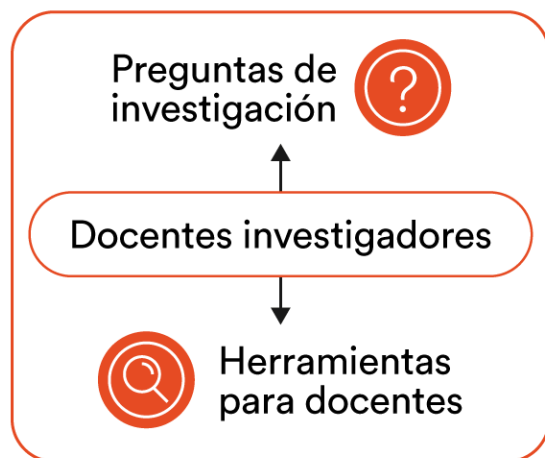 Preguntas de
investigación
?
Docentes investigadores
Herramientas
para docentes